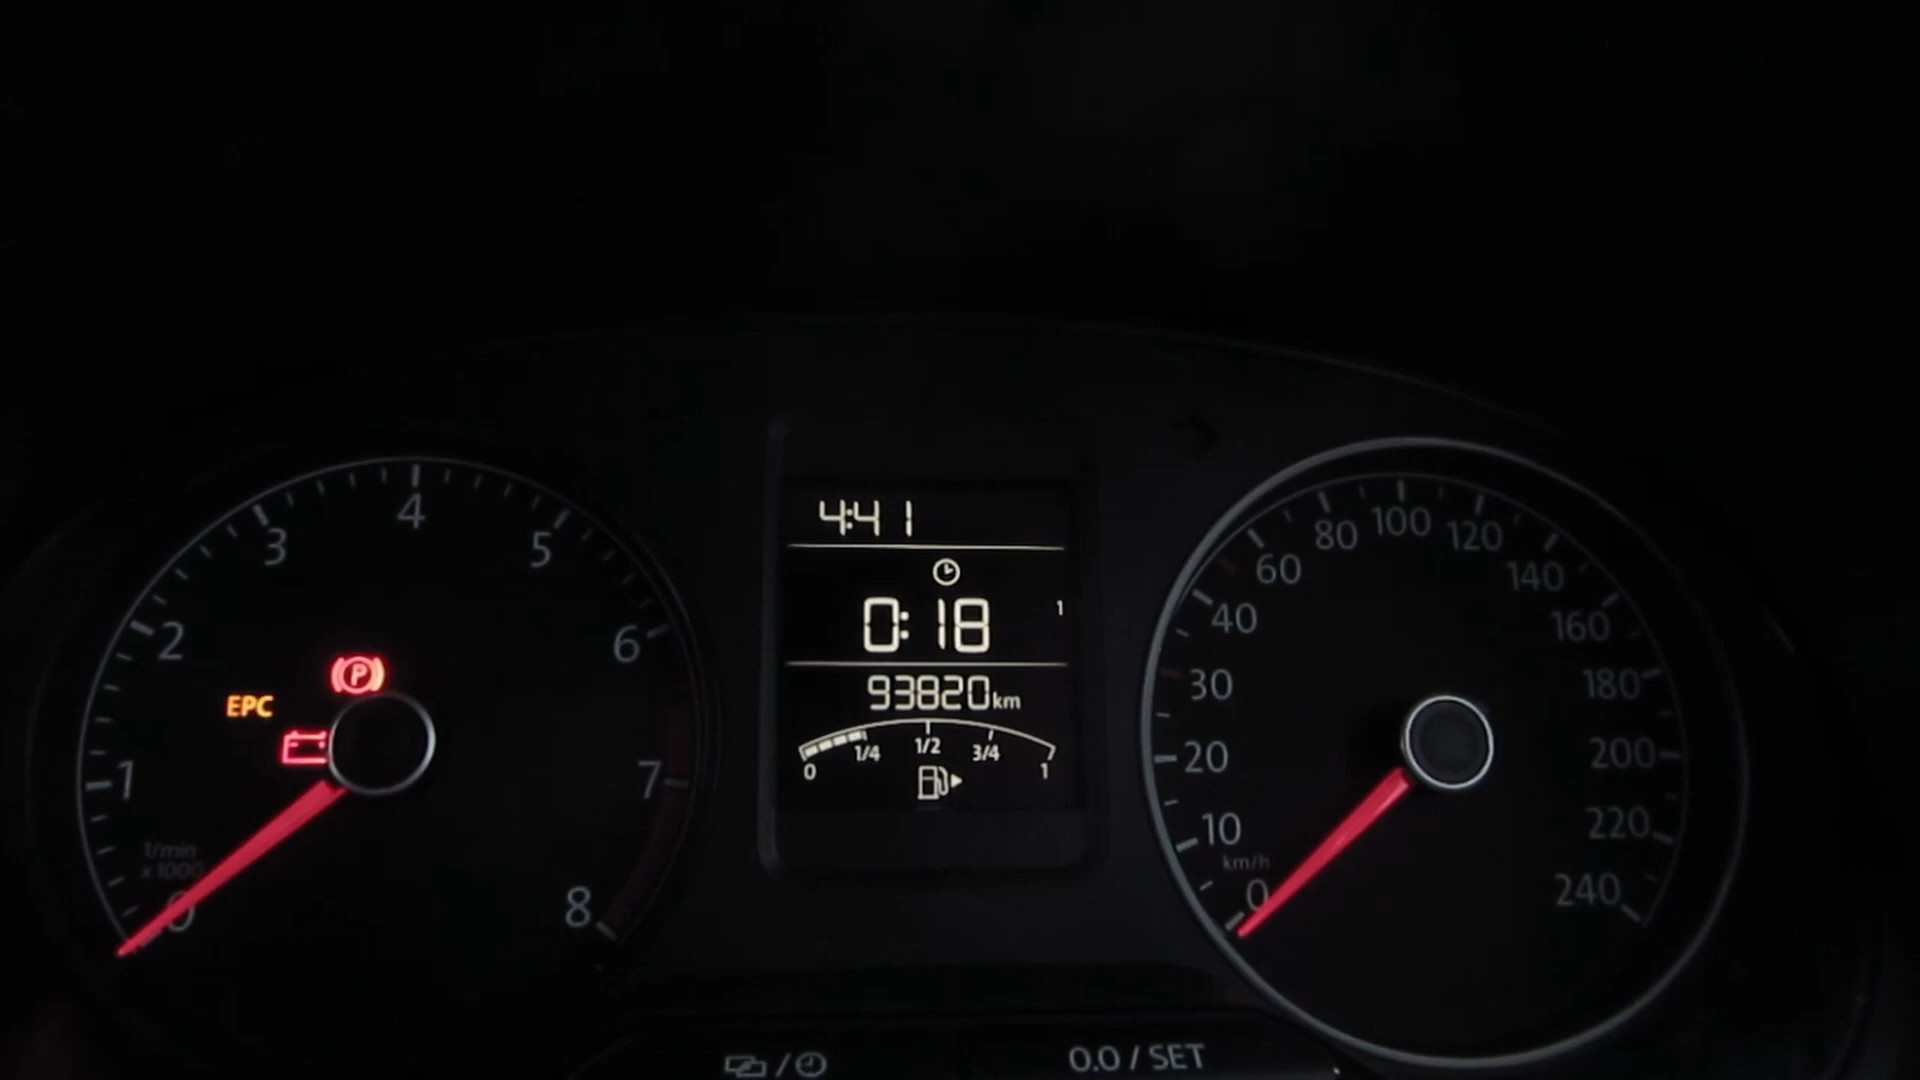 4:41
0:18 1
93820km
0 1/4 1/2 3/4 1
0 1 2 3 4 5 6 7 8
1/min
x 1000
EPC
P
0 10 20 30 40 60 80 100 120 140 160 180 200 220 240
km/h
/
0.0 / SET